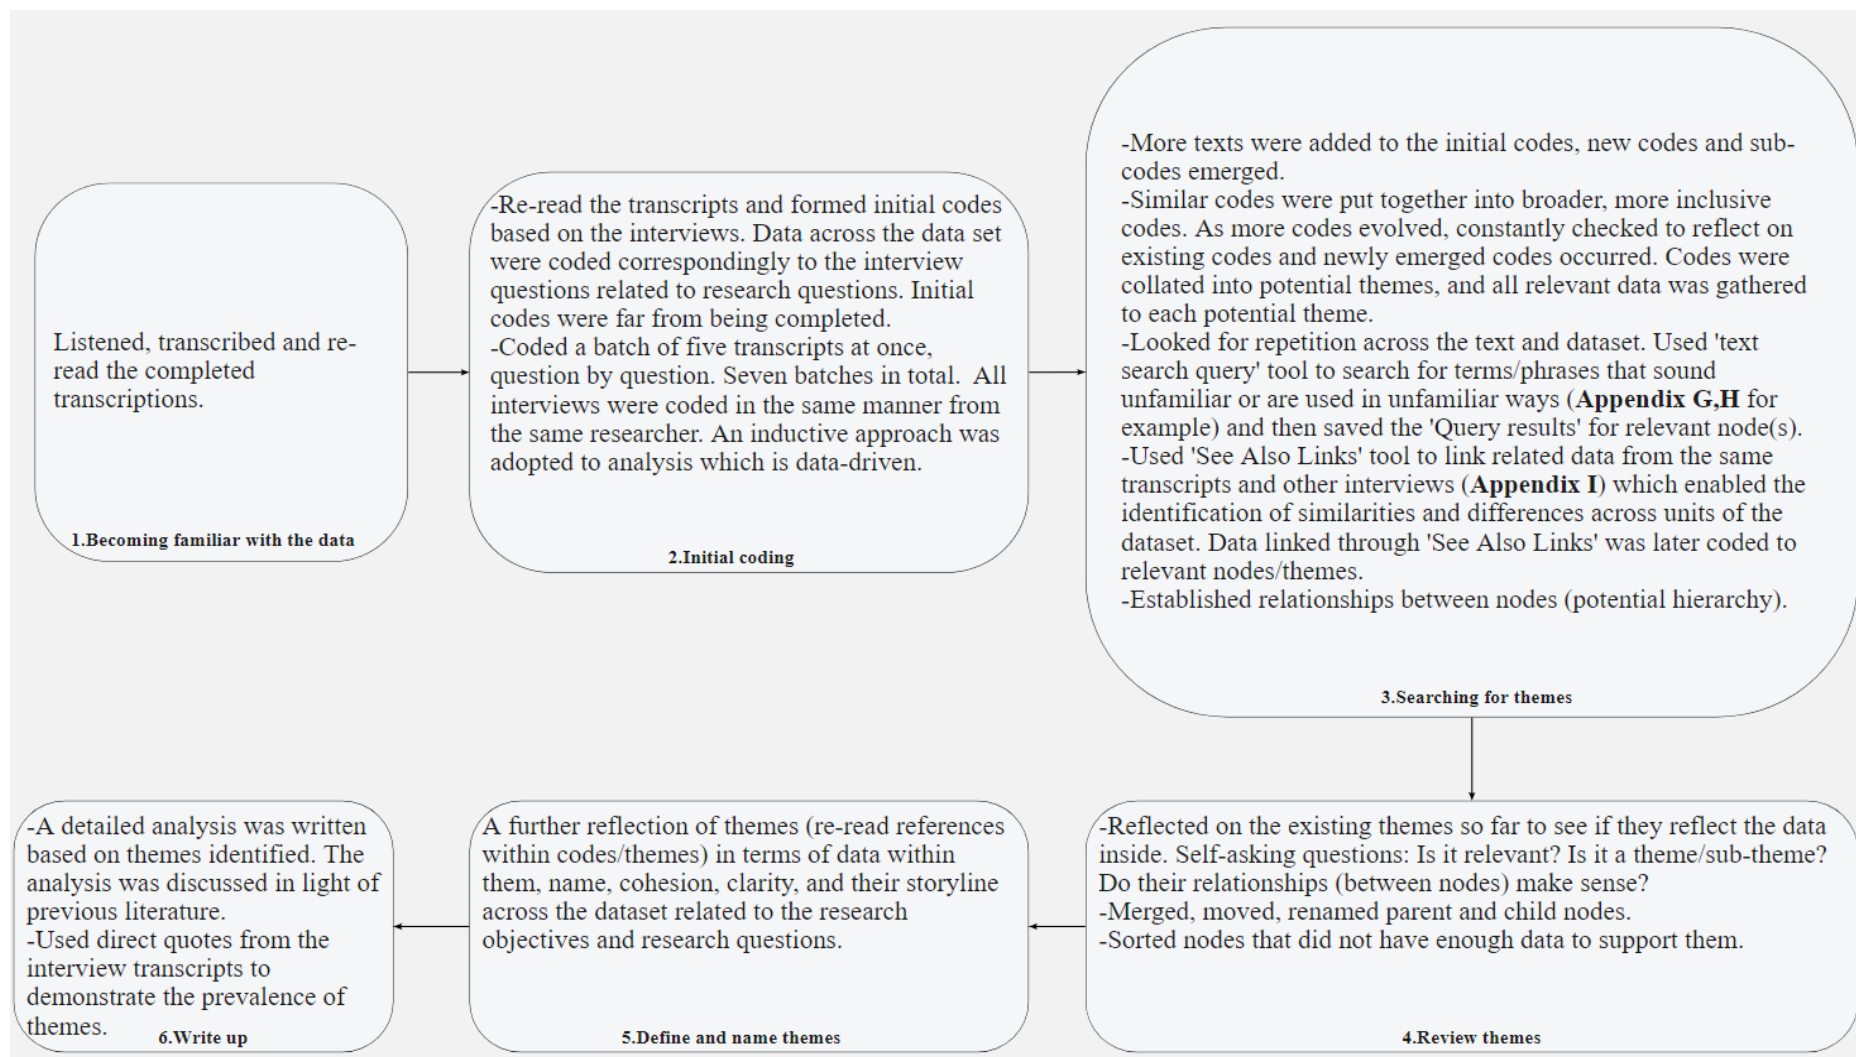 Listened, transcribed and re-
read the completed
transcriptions.
1.Becoming familiar with the data
-Re-read the transcripts and formed initial codes
based on the interviews. Data across the data set
were coded correspondingly to the interview
questions related to research questions. Initial
codes were far from being completed.
-Coded a batch of five transcripts at once,
question by question. Seven batches in total.  All
interviews were coded in the same manner from
the same researcher. An inductive approach was
adopted to analysis which is data-driven.
2.Initial coding
-More texts were added to the initial codes, new codes and sub-
codes emerged.
-Similar codes were put together into broader, more inclusive
codes. As more codes evolved, constantly checked to reflect on
existing codes and newly emerged codes occurred. Codes were
collated into potential themes, and all relevant data was gathered
to each potential theme.
-Looked for repetition across the text and dataset. Used 'text
search query' tool to search for terms/phrases that sound
unfamiliar or are used in unfamiliar ways (Appendix G,H for
example) and then saved the 'Query results' for relevant node(s).
-Used 'See Also Links' tool to link related data from the same
transcripts and other interviews (Appendix I) which enabled the
identification of similarities and differences across units of the
dataset. Data linked through 'See Also Links' was later coded to
relevant nodes/themes.
-Established relationships between nodes (potential hierarchy).
3.Searching for themes
-Reflected on the existing themes so far to see if they reflect the data
inside. Self-asking questions: Is it relevant? Is it a theme/sub-theme?
Do their relationships (between nodes) make sense?
-Merged, moved, renamed parent and child nodes.
-Sorted nodes that did not have enough data to support them.
4.Review themes
A further reflection of themes (re-read references
within codes/themes) in terms of data within
them, name, cohesion, clarity, and their storyline
across the dataset related to the research
objectives and research questions.
5.Define and name themes
-A detailed analysis was written
based on themes identified. The
analysis was discussed in light of
previous literature.
-Used direct quotes from the
interview transcripts to
demonstrate the prevalence of
themes.
6.Write up